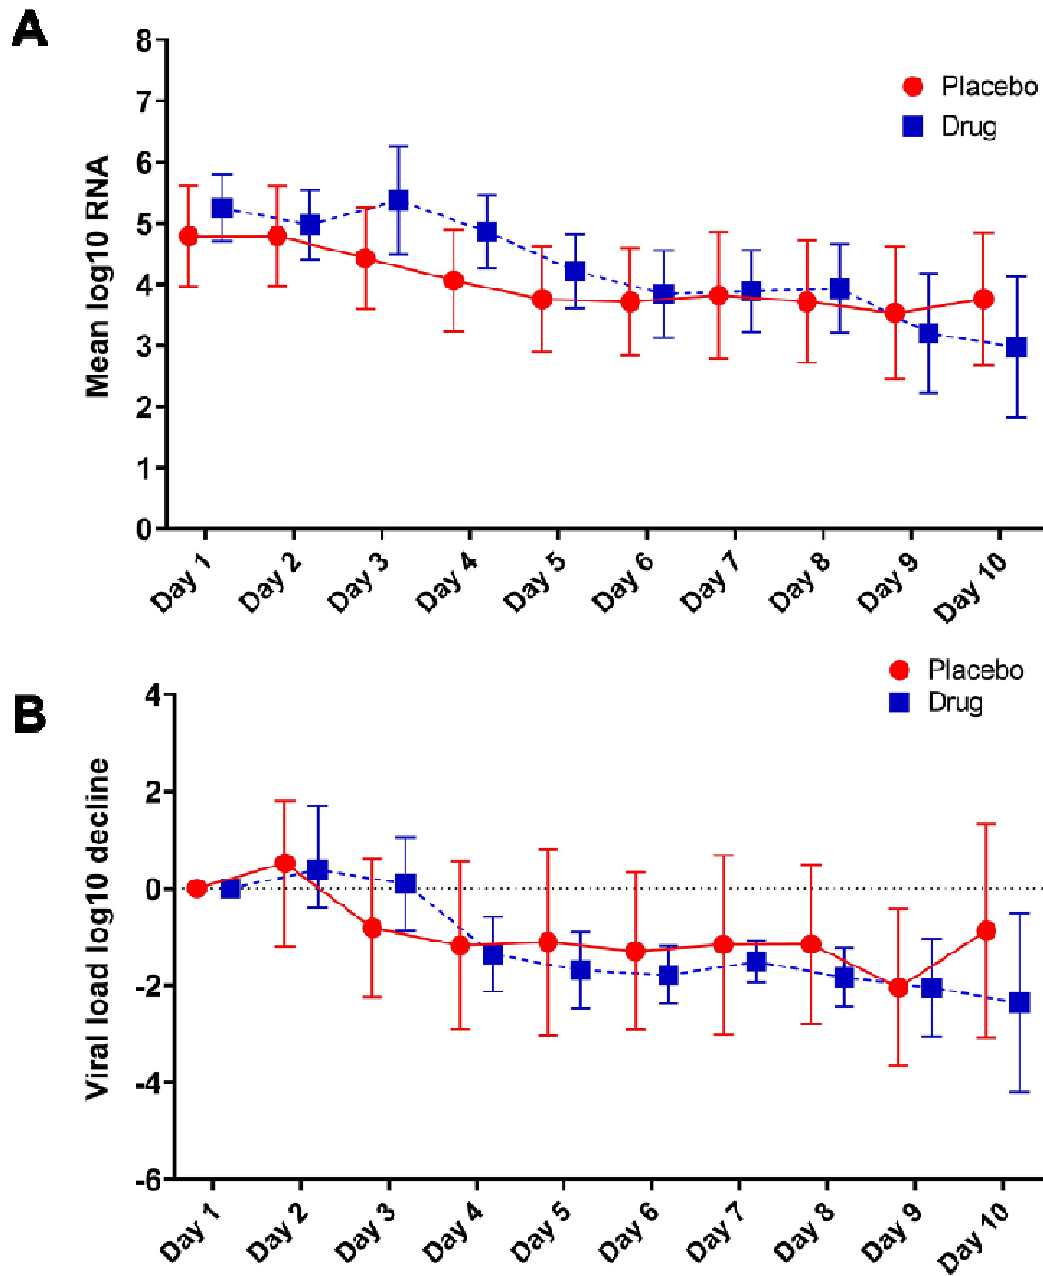 A
Mean log10 RNA
8
7
6
5
4
3
2
1
0
Placebo
Drug
Day 1
Day 2
Day 3
Day 4
Day 5
Day 6
Day 7
Day 8
Day 9
Day 10
B
Viral load log10 decline
4
2
0
-2
-4
-6
Placebo
Drug
Day 1
Day 2
Day 3
Day 4
Day 5
Day 6
Day 7
Day 8
Day 9
Day 10